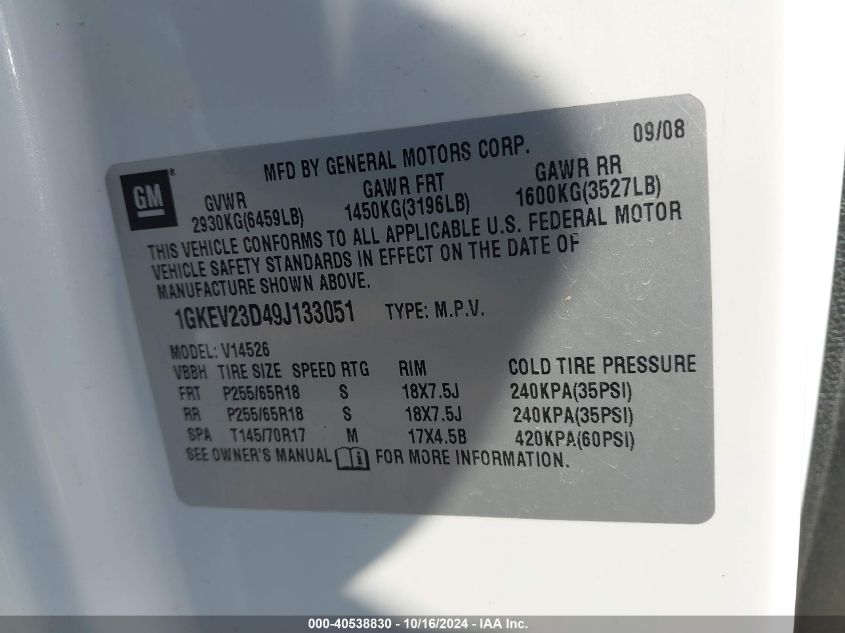 09/08
MFD BY GENERAL MOTORS CORP.
GM®
GVWR GAWR FRT GAWR RR
2930KG(6459LB) 1450KG(3196LB) 1600KG(3527LB)
THIS VEHICLE CONFORMS TO ALL APPLICABLE U.S. FEDERAL MOTOR
VEHICLE SAFETY STANDARDS IN EFFECT ON THE DATE OF
MANUFACTURE SHOWN ABOVE.
1GKEV23D49J133051 TYPE: M.P.V.
MODEL: V14526
VBBH TIRE SIZE SPEED RTG RIM COLD TIRE PRESSURE
FRT P255/65R18 S 18X7.5J 240KPA(35PSI)
RR P255/65R18 S 18X7.5J 240KPA(35PSI)
SPA T145/70R17 M 17X4.5B 420KPA(60PSI)
SEE OWNER'S MANUAL i FOR MORE INFORMATION.
000-40538830 - 10/16/2024 - IAA Inc.